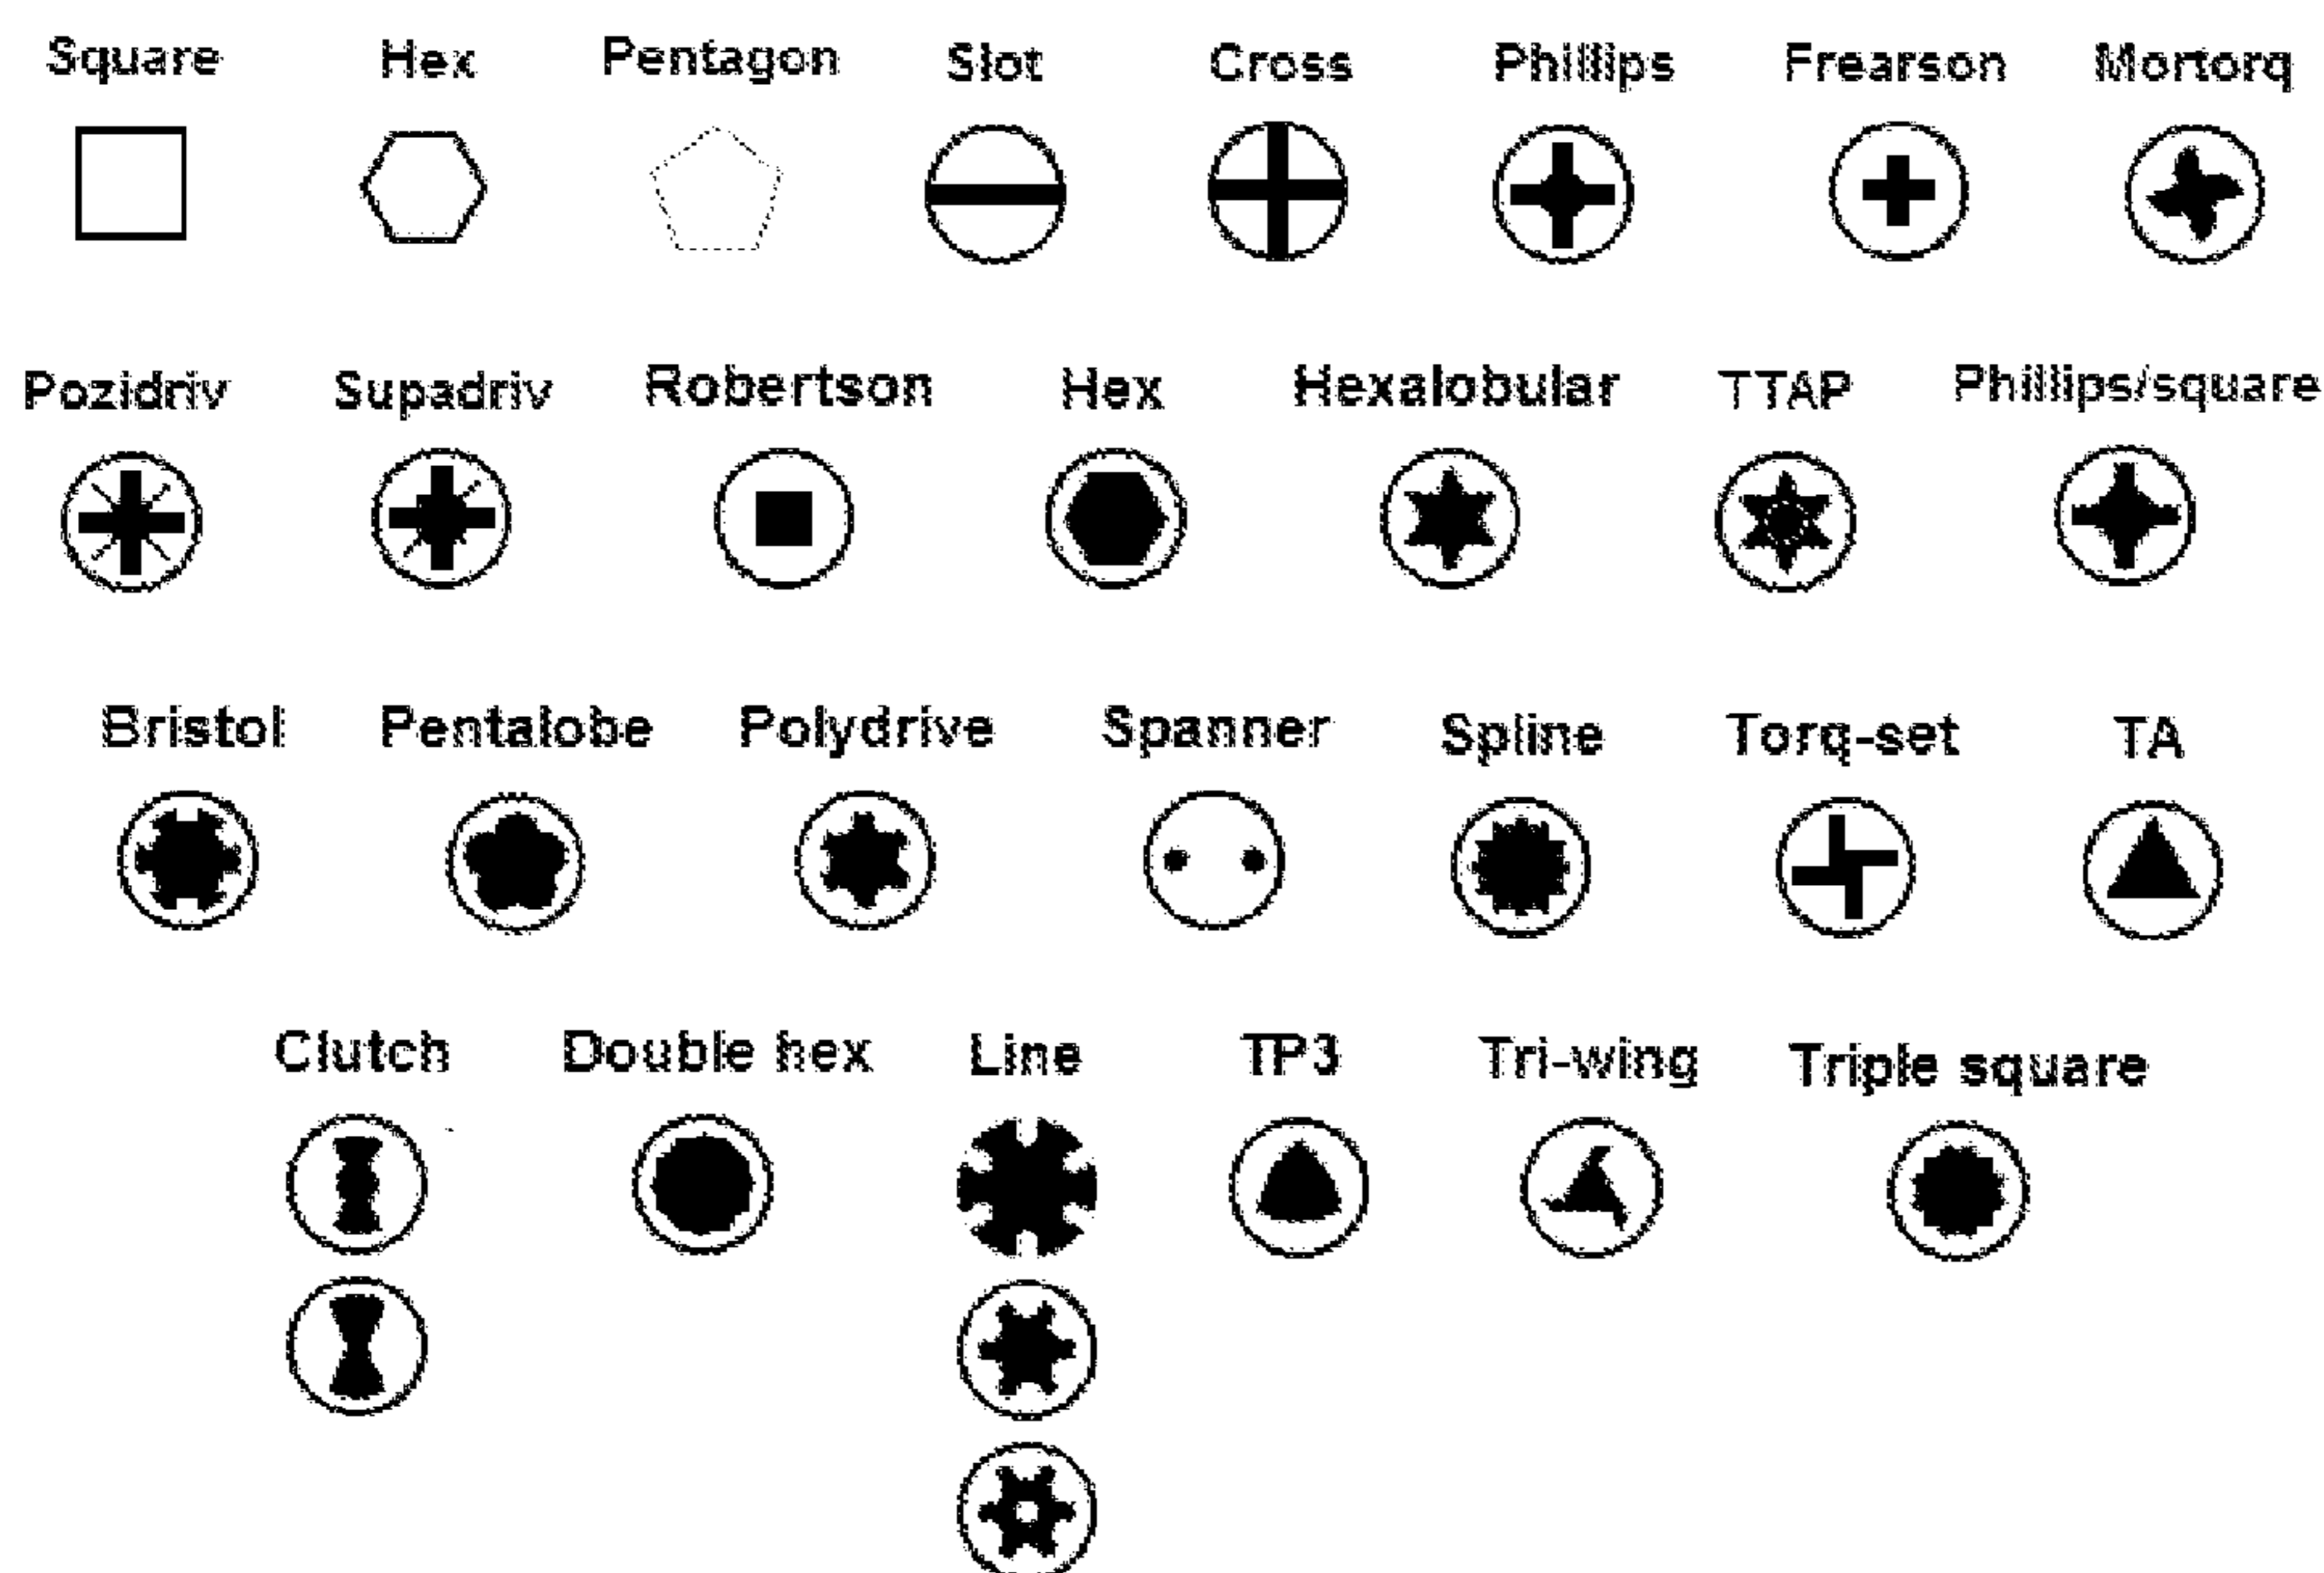 Square Hex Pentagon Slot Cross Phillips Frearson Mortorq
Pozidriv Supadriv Robertson Hex Hexalobular TTAP Phillips/square
Bristol Pentalobe Polydrive Spanner Spline Torq-set TA
Clutch Double hex Line TP3 Tri-wing Triple square